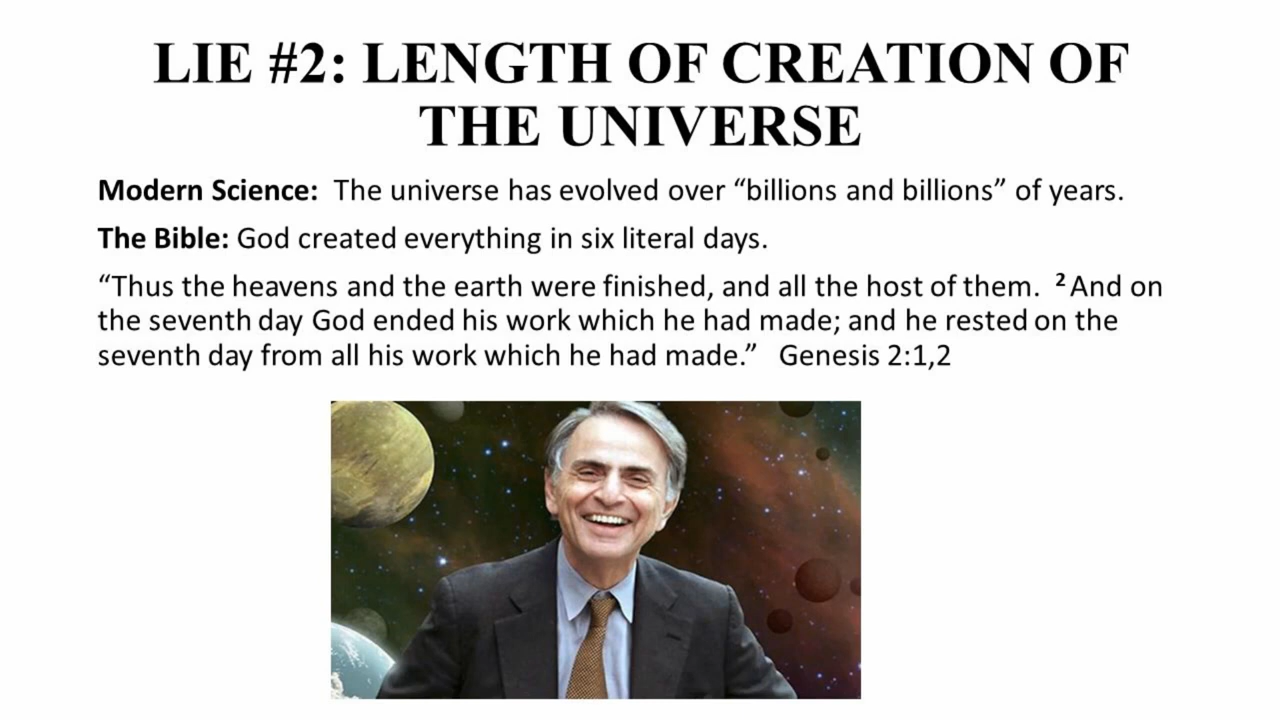 LIE #2: LENGTH OF CREATION OF
THE UNIVERSE
Modern Science:  The universe has evolved over “billions and billions” of years.
The Bible: God created everything in six literal days.
“Thus the heavens and the earth were finished, and all the host of them.  ² And on
the seventh day God ended his work which he had made; and he rested on the
seventh day from all his work which he had made.”   Genesis 2:1,2